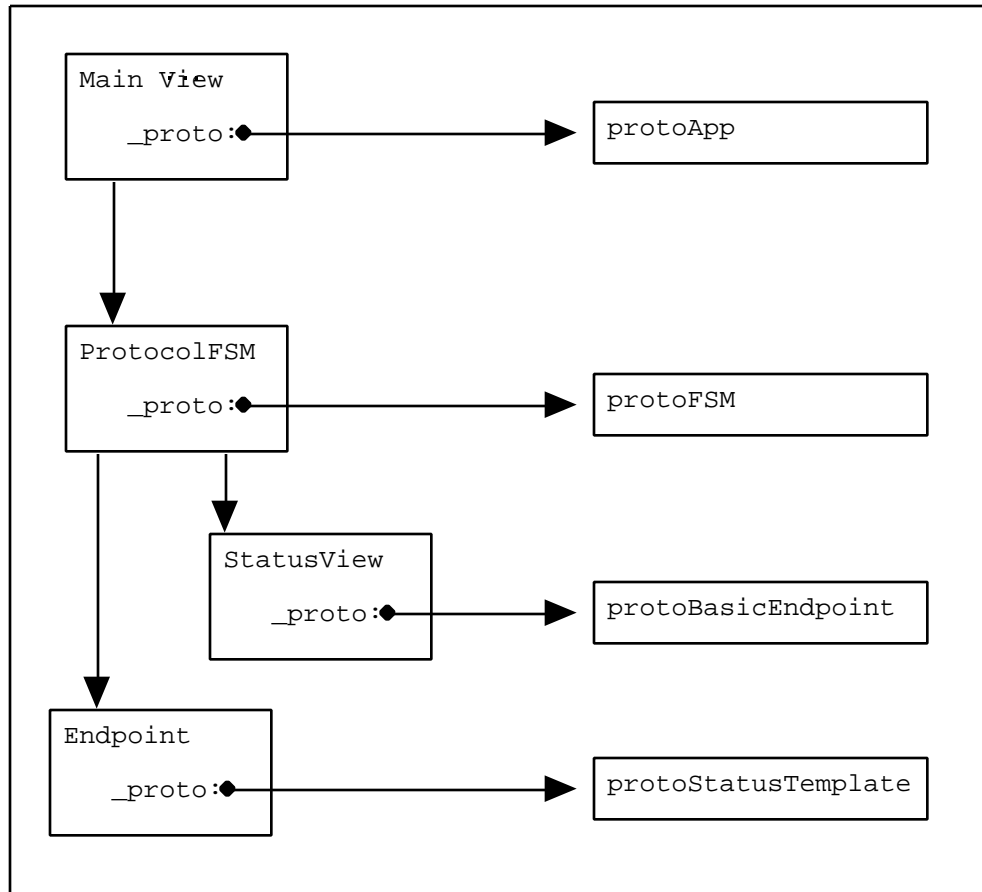 Main View
_proto:
protoApp
ProtocolFSM
_proto:
protoFSM
StatusView
_proto:
protoBasicEndpoint
Endpoint
_proto:
protoStatusTemplate